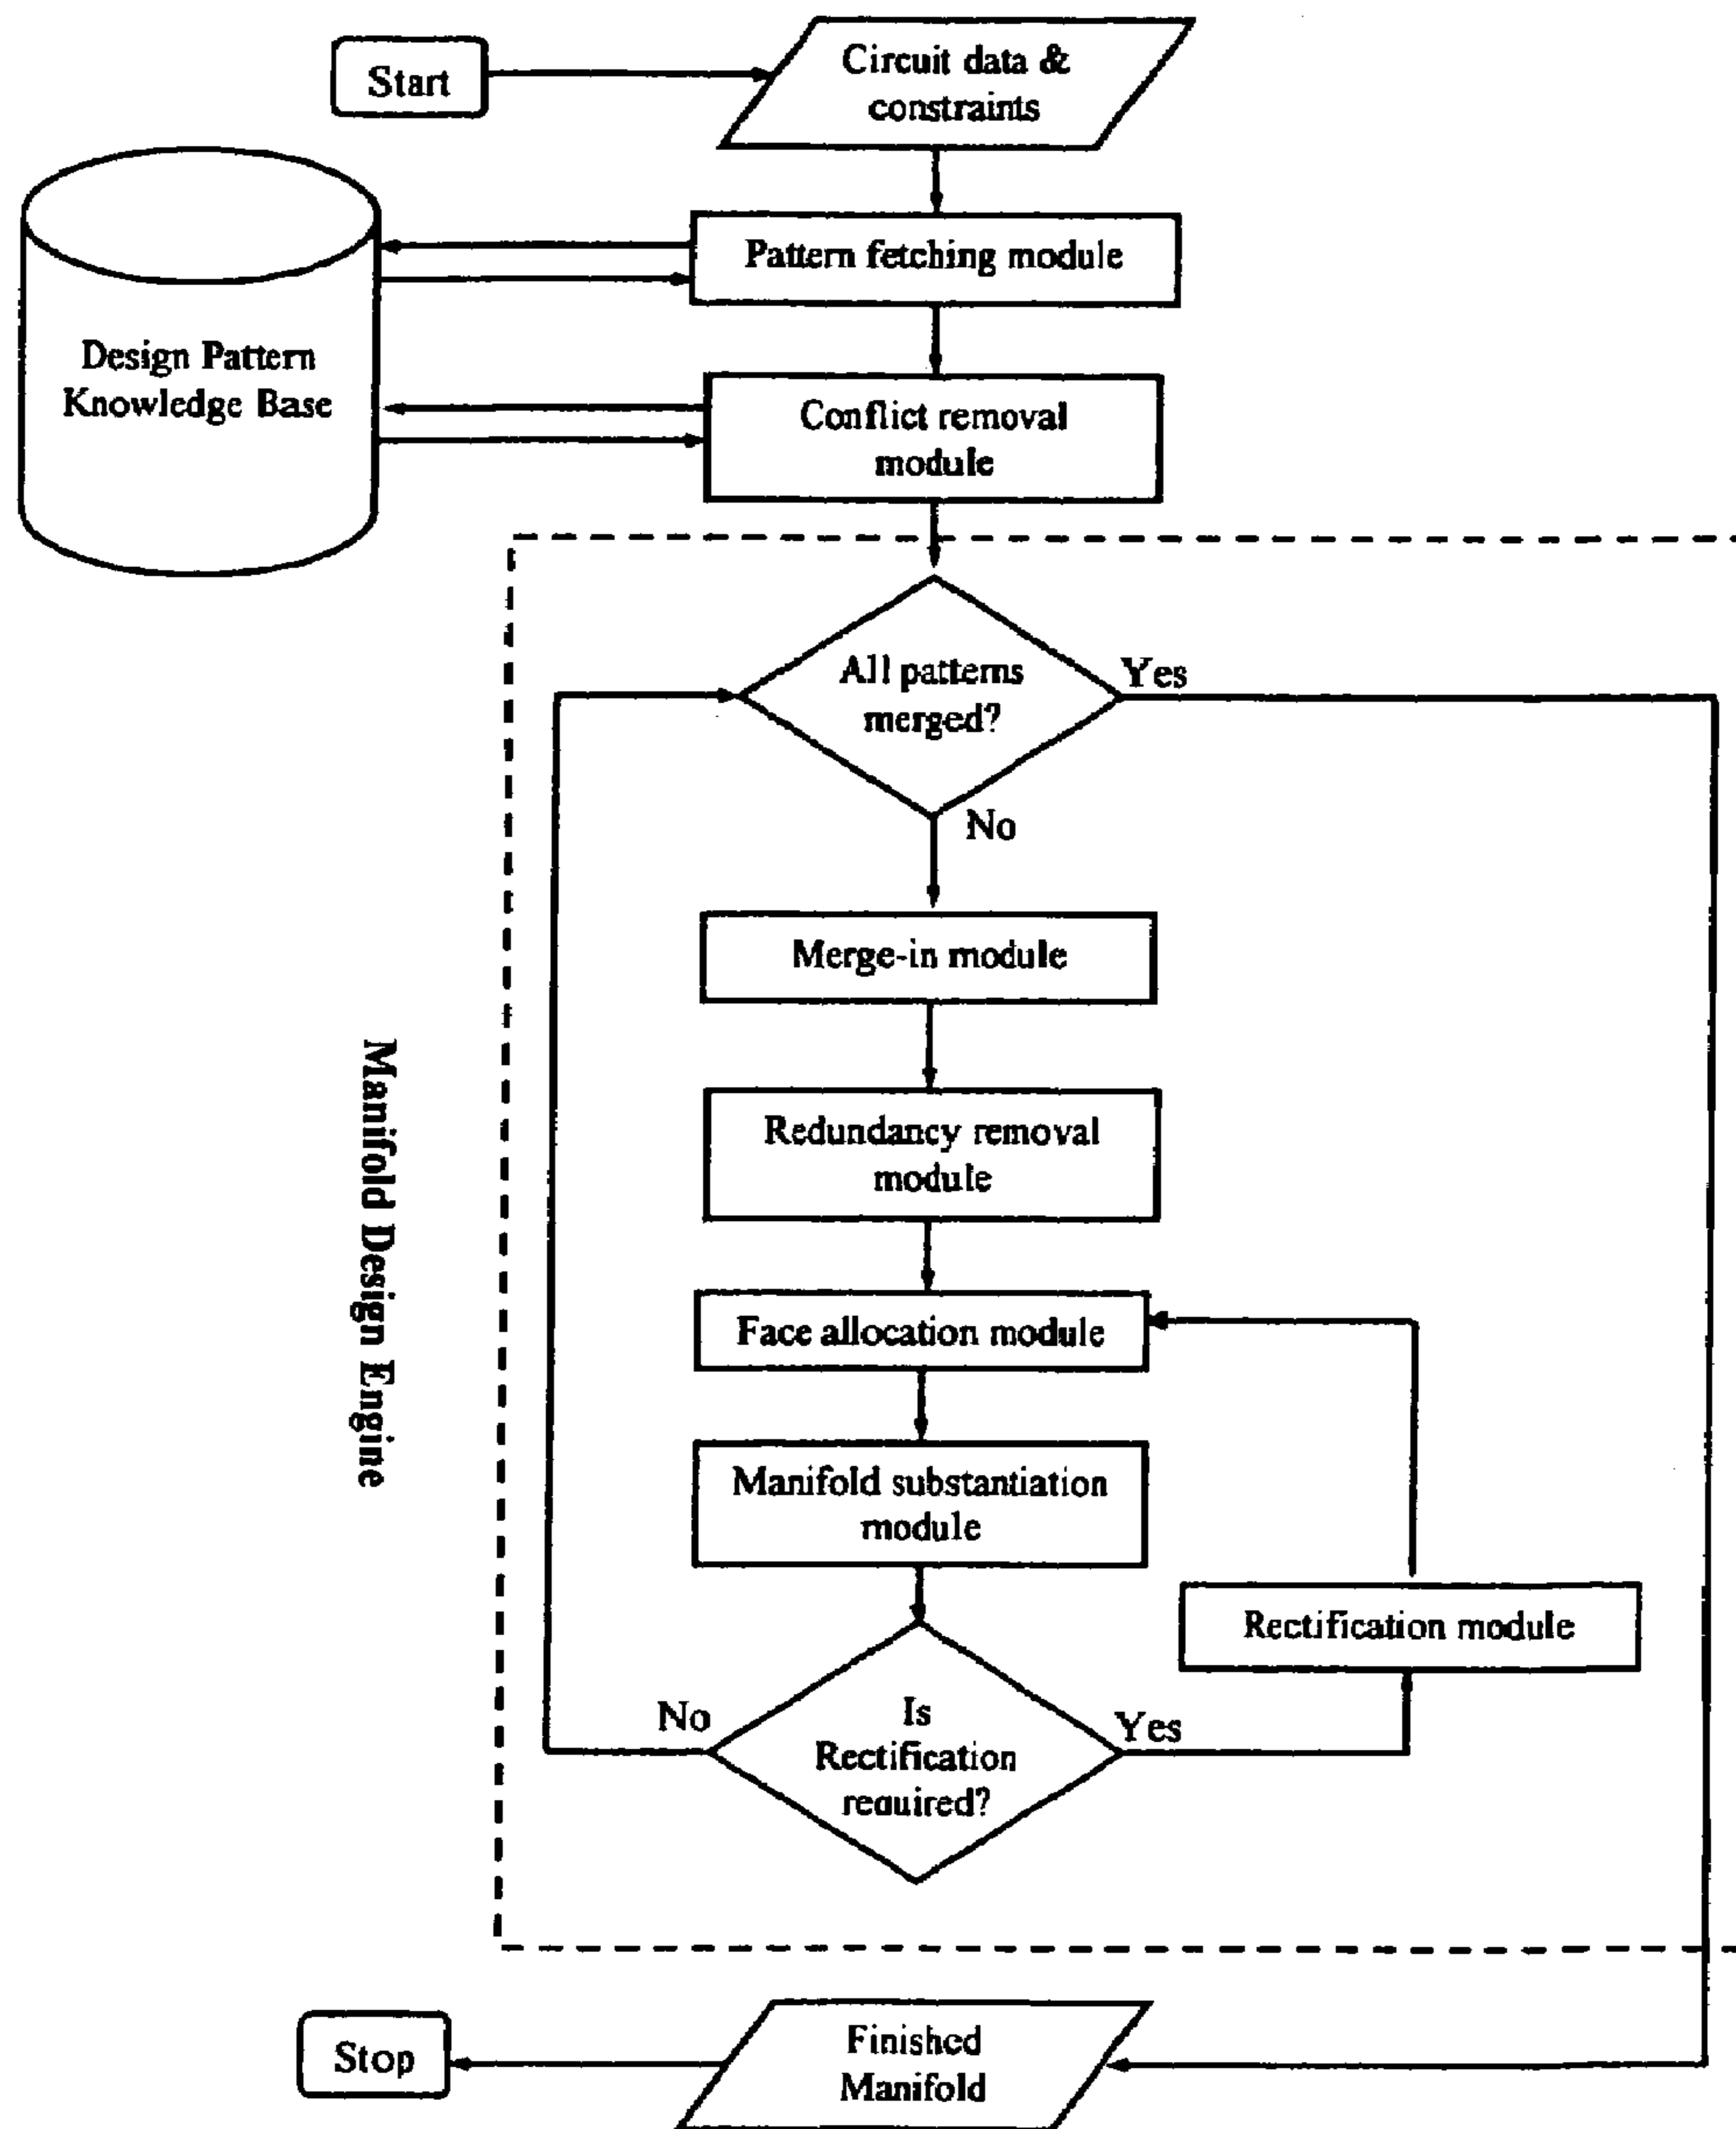 Start
Circuit data &
constraints
Pattern fetching module
Design Pattern
Knowledge Base
Conflict removal
module
All patterns
merged?
Yes
No
Merge-in module
Redundancy removal
module
Manifold Design Engine
Face allocation module
Manifold substantiation
module
Rectification module
Is
Rectification
required?
No
Yes
Finished
Manifold
Stop